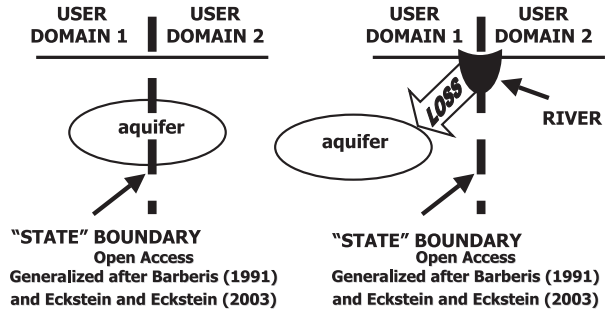 USER DOMAIN 1
USER DOMAIN 2
aquifer
"STATE" BOUNDARY
Open Access
Generalized after Barberis (1991)
and Eckstein and Eckstein (2003)
USER DOMAIN 1
USER DOMAIN 2
LOSS
RIVER
aquifer
"STATE" BOUNDARY
Open Access
Generalized after Barberis (1991)
and Eckstein and Eckstein (2003)